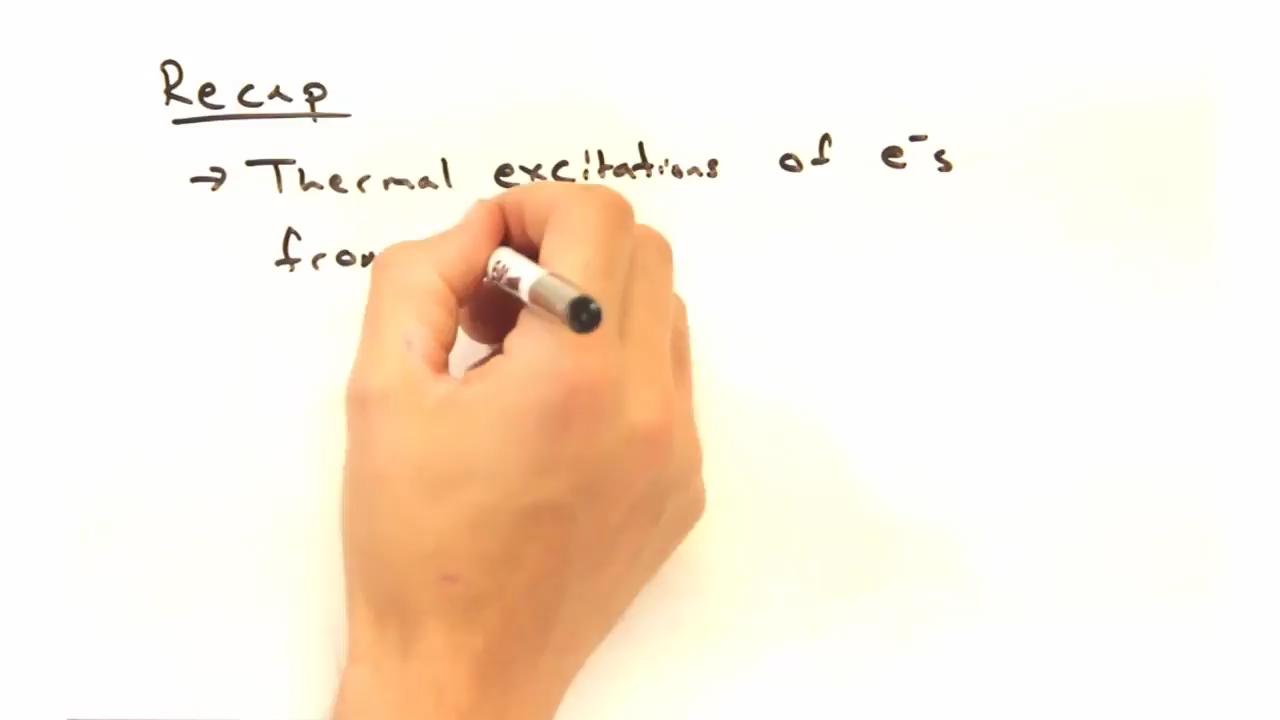 Recap
→ Thermal excitations of e⁻s
from